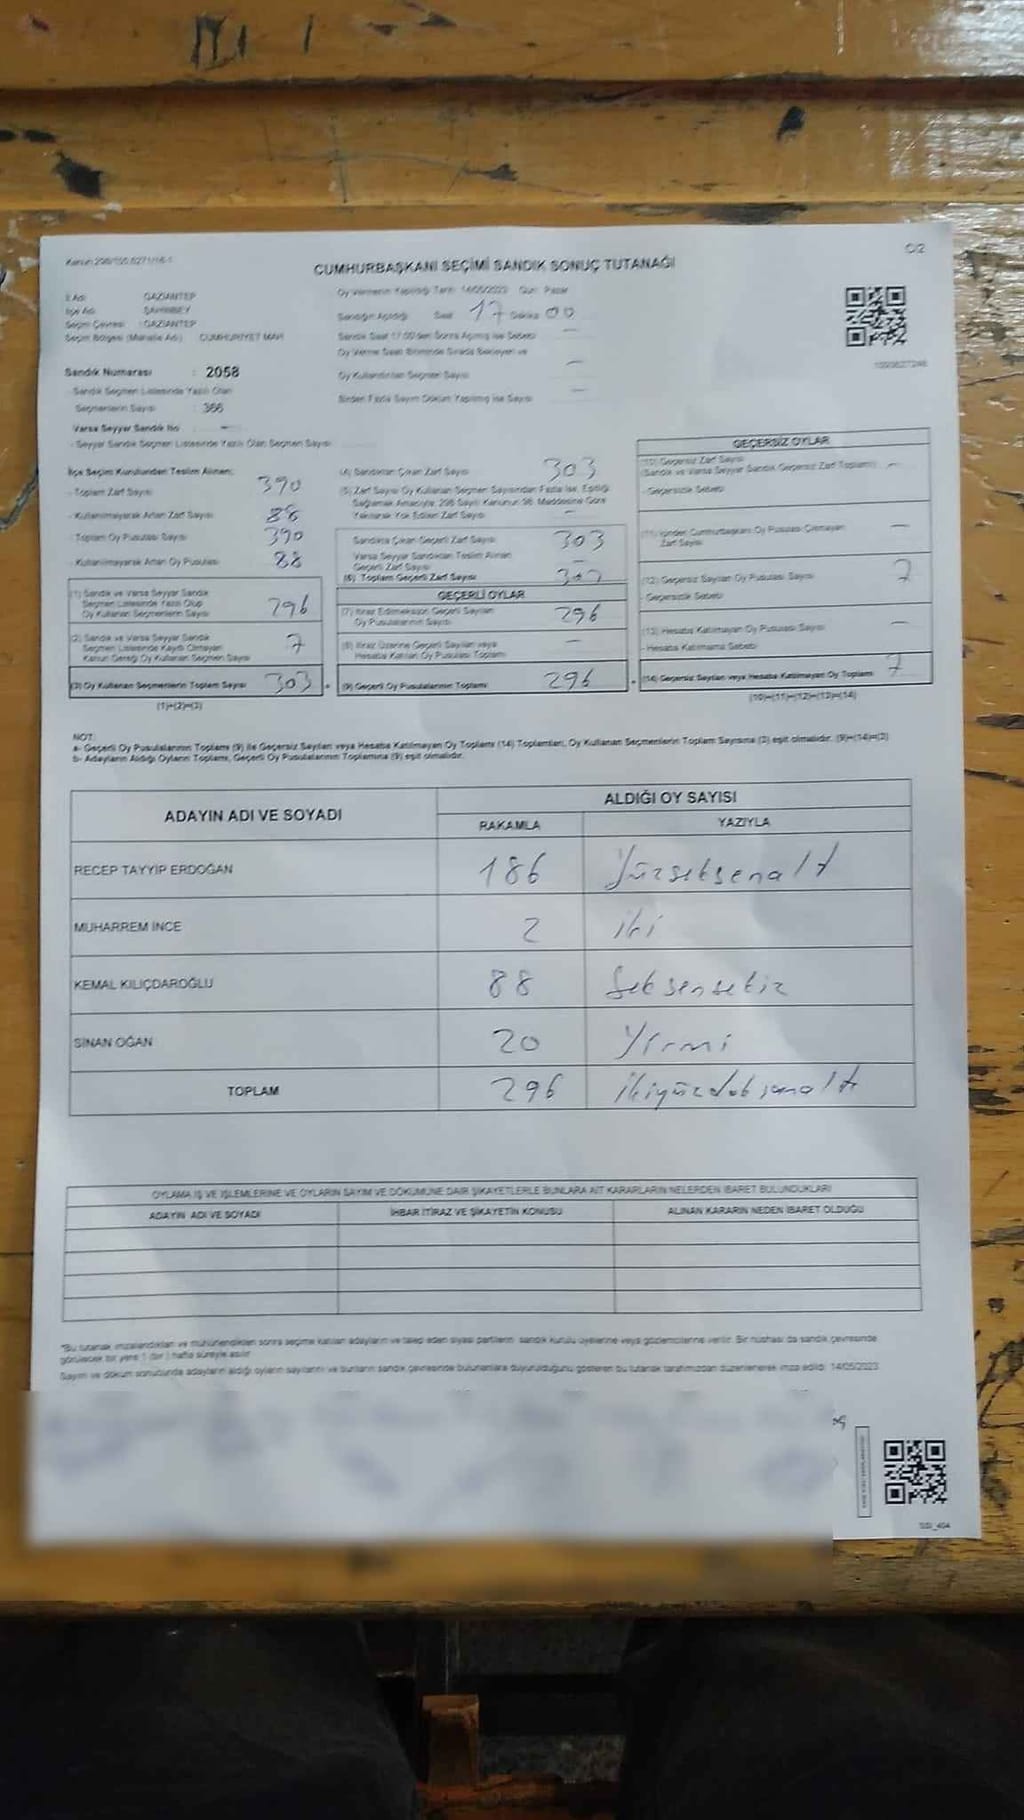 Kanun:298/105,6271/16-1
C/2
CUMHURBAŞKANI SEÇİMİ SANDIK SONUÇ TUTANAĞI
İl Adı : GAZİANTEP
İlçe Adı : ŞAHİNBEY
Seçim Çevresi : GAZİANTEP
Seçim Bölgesi (Mahalle Adı) CUMHURİYET MAH
Sandık Numarası : 2058
- Sandık Seçmen Listesinde Yazılı Olan
Seçmenlerin Sayısı : 366
Varsa Seyyar Sandık No –
- Seyyar Sandık Seçmen Listesinde Yazılı Olan Seçmen Sayısı
Oy Vermenin Yapıldığı Tarih: 14/05/2023 Gün: Pazar
Sandığın Açıldığı Saat 17 Dakika 00
Sandık Saat 17:00'den Sonra Açılmış İse Sebebi –
Oy Verme Saati Bitiminde Sırada Bekleyen ve
Oy Kullandırılan Seçmen Sayısı –
Birden Fazla Sayım Döküm Yapılmış İse Sayısı –
İlçe Seçim Kurulundan Teslim Alınan:
- Toplam Zarf Sayısı 390
- Kullanılmayarak Artan Zarf Sayısı 88
- Toplam Oy Pusulası Sayısı 390
- Kullanılmayarak Artan Oy Pusulası 88
(1) Sandık ve Varsa Seyyar Sandık
Seçmen Listesinde Yazılı Olup
Oy Kullanan Seçmenlerin Sayısı 296
(2) Sandık ve Varsa Seyyar Sandık
Seçmen Listesinde Kayıtlı Olmayan
Kanun Gereği Oy Kullanan Seçmen Sayısı 7
(3) Oy Kullanan Seçmenlerin Toplam Sayısı 303
(1)+(2)=(3)
(4) Sandıktan Çıkan Zarf Sayısı 303
(5) Zarf Sayısı Oy Kullanan Seçmen Sayısından Fazla İse, Eşitliği
Sağlamak Amacıyla; 298 Sayılı Kanunun 98. Maddesine Göre
Yakılarak Yok Edilen Zarf Sayısı –
Sandıkta Çıkan Geçerli Zarf Sayısı 303
Varsa Seyyar Sandıktan Teslim Alınan
Geçerli Zarf Sayısı –
(6) Toplam Geçerli Zarf Sayısı 303
GEÇERLİ OYLAR
(7) İtiraz Edilmeksizin Geçerli Sayılan
Oy Pusulalarının Sayısı 296
(8) İtiraz Üzerine Geçerli Sayılan veya
Hesaba Katılan Oy Pusulası Toplamı –
(9) Geçerli Oy Pusulalarının Toplamı 296
GEÇERSİZ OYLAR
(10) Geçersiz Zarf Sayısı
(Sandık ve Varsa Seyyar Sandık Geçersiz Zarf Toplamı) –
- Geçersizlik Sebebi
(11) İçinden Cumhurbaşkanı Oy Pusulası Çıkmayan
Zarf Sayısı –
(12) Geçersiz Sayılan Oy Pusulası Sayısı 7
- Geçersizlik Sebebi
(13) Hesaba Katılmayan Oy Pusulası Sayısı –
- Hesaba Katılmama Sebebi
(14) Geçersiz Sayılan veya Hesaba Katılmayan Oy Toplamı 7
(10)+(11)+(12)+(13)=(14)
NOT:
a- Geçerli Oy Pusulalarının Toplamı (9) ile Geçersiz Sayılan veya Hesaba Katılmayan Oy Toplamı (14) Toplamları, Oy Kullanan Seçmenlerin Toplam Sayısına (3) eşit olmalıdır. (9)+(14)=(3)
b- Adayların Aldığı Oyların Toplamı, Geçerli Oy Pusulalarının Toplamına (9) eşit olmalıdır.
ADAYIN ADI VE SOYADI
ALDIĞI OY SAYISI
RAKAMLA YAZIYLA
RECEP TAYYİP ERDOĞAN 186 Yüzseksenaltı
MUHARREM İNCE 2 iki
KEMAL KILIÇDAROĞLU 88 Seksensekiz
SİNAN OĞAN 20 Yirmi
TOPLAM 296 ikiyüzdoksanaltı
OYLAMA İŞ VE İŞLEMLERİNE VE OYLARIN SAYIM VE DÖKÜMÜNE DAİR ŞİKAYETLERLE BUNLARA AİT KARARLARIN NELERDEN İBARET BULUNDUKLARI
ADAYIN ADI VE SOYADI İHBAR İTİRAZ VE ŞİKAYETİN KONUSU ALINAN KARARIN NEDEN İBARET OLDUĞU
*Bu tutanak imzalandıktan ve mühürlendikten sonra seçime katılan adayların ve talep eden siyasi partilerin sandık kurulu üyelerine veya gözlemcilerine verilir. Bir nüshası da sandık çevresinde
görülecek bir yere 1 (bir) hafta süreyle asılır.
Sayım ve döküm sonucunda adayların aldığı oyların sayılarını ve bunların sandık çevresinde bulunanlara duyurulduğunu gösteren bu tutanak tarafımızdan düzenlenerek imza edildi. 14/05/2023